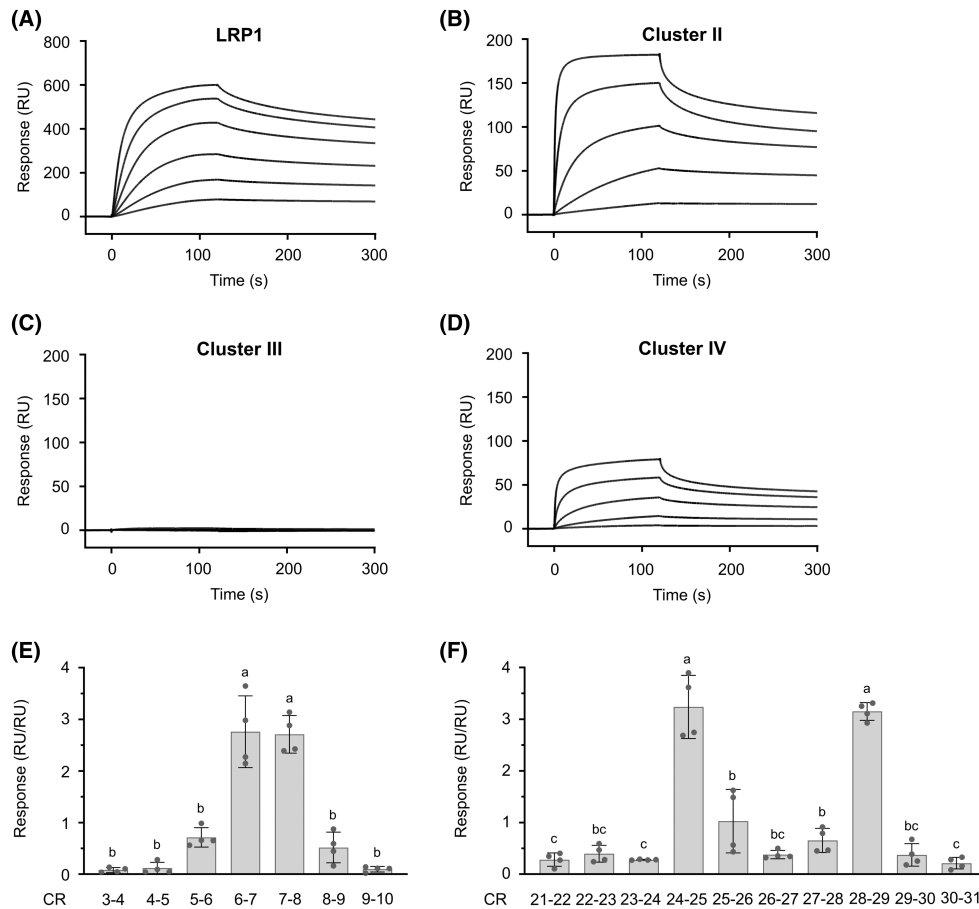 (A)
LRP1
800
600
400
200
0
Response (RU)
0 100 200 300
Time (s)
(B)
Cluster II
200
150
100
50
0
Response (RU)
0 100 200 300
Time (s)
(C)
Cluster III
200
150
100
50
0
Response (RU)
0 100 200 300
Time (s)
(D)
Cluster IV
200
150
100
50
0
Response (RU)
0 100 200 300
Time (s)
(E)
4
3
2
1
0
Response (RU/RU)
b b b a a b b
CR 3-4 4-5 5-6 6-7 7-8 8-9 9-10
(F)
4
3
2
1
0
Response (RU/RU)
c bc c a b bc b a bc c
CR 21-22 22-23 23-24 24-25 25-26 26-27 27-28 28-29 29-30 30-31